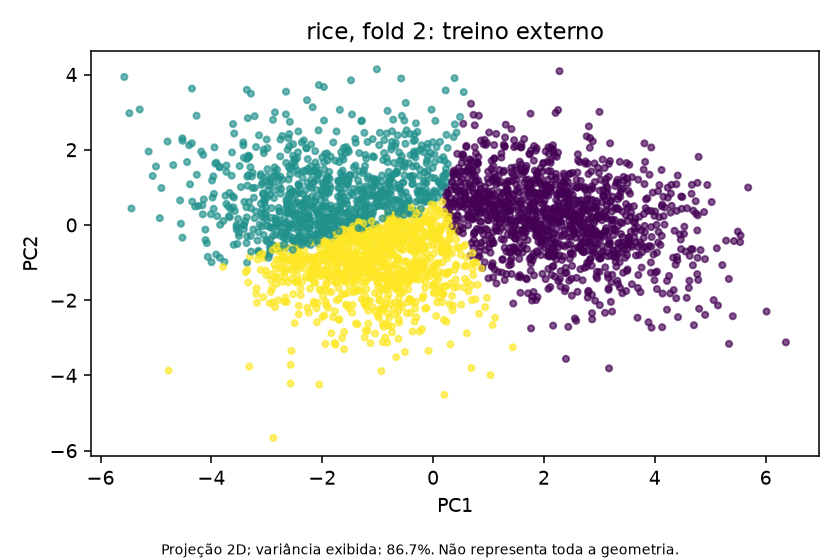 rice, fold 2: treino externo
4
2
0
−2
−4
−6
PC2
−6 −4 −2 0 2 4 6
PC1
Projeção 2D; variância exibida: 86.7%. Não representa toda a geometria.